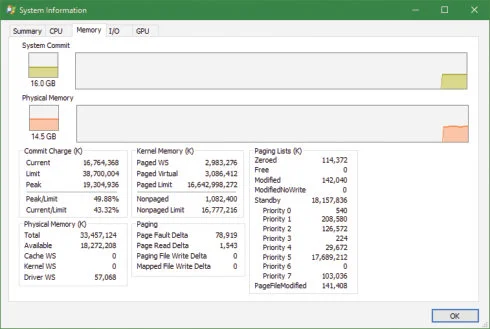 System Information
Summary CPU Memory I/O GPU
System Commit
16.0 GB
Physical Memory
14.5 GB
Commit Charge (K)
Current 16,764,368
Limit 38,700,004
Peak 19,304,936
Peak/Limit 49.88%
Current/Limit 43.32%
Physical Memory (K)
Total 33,457,124
Available 18,272,208
Cache WS 0
Kernel WS 0
Driver WS 57,068
Kernel Memory (K)
Paged WS 2,983,276
Paged Virtual 3,086,412
Paged Limit 16,642,998,272
Nonpaged 1,082,400
Nonpaged Limit 16,777,216
Paging
Page Fault Delta 78,919
Page Read Delta 1,543
Paging File Write Delta 0
Mapped File Write Delta 0
Paging Lists (K)
Zeroed 114,372
Free 0
Modified 142,040
ModifiedNoWrite 0
Standby 18,157,836
Priority 0 540
Priority 1 208,580
Priority 2 126,572
Priority 3 224
Priority 4 29,672
Priority 5 17,689,212
Priority 6 0
Priority 7 103,036
PageFileModified 141,408
OK